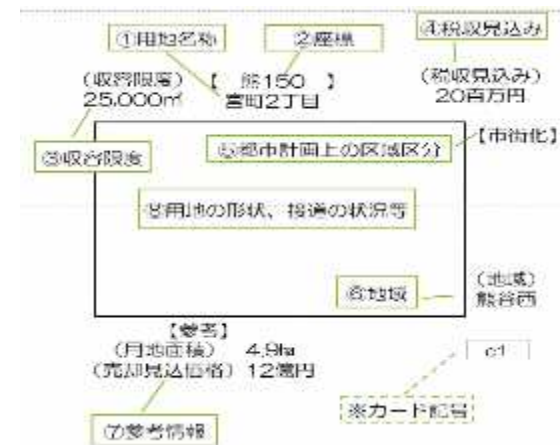 ①用地名称
②座標
④税収見込み
(収容限度)
25,000㎡
【 熊150 】
宮町2丁目
(税収見込み)
20百万円
③収容限度
⑤都市計画上の区域区分
【市街化】
⑧用地の形状、接道の状況等
⑥地域
(地域)
熊谷西
【参考】
(用地面積) 4.9ha
(売却見込価格) 12億円
c1
⑦参考情報
※カード記号